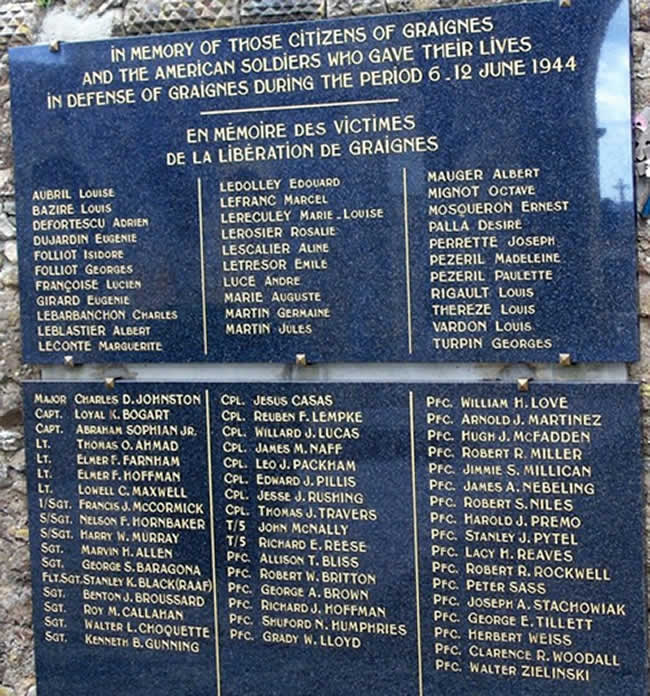 IN MEMORY OF THOSE CITIZENS OF GRAIGNES
AND THE AMERICAN SOLDIERS WHO GAVE THEIR LIVES
IN DEFENSE OF GRAIGNES DURING THE PERIOD 6-12 JUNE 1944
EN MÉMOIRE DES VICTIMES
DE LA LIBÉRATION DE GRAIGNES
AUBRIL LOUISE
BAZIRE LOUIS
DEFORTESCU ADRIEN
DUJARDIN EUGENIE
FOLLIOT ISIDORE
FOLLIOT GEORGES
FRANÇOISE LUCIEN
GIRARD EUGENIE
LEBARBANCHON CHARLES
LEBLASTIER ALBERT
LECONTE MARGUERITE
LEDOLLEY EDOUARD
LEFRANC MARCEL
LERECULEY MARIE-LOUISE
LEROSIER ROSALIE
LESCALIER ALINE
LETRESOR EMILE
LUCE ANDRE
MARIE AUGUSTE
MARTIN GERMAINE
MARTIN JULES
MAUGER ALBERT
MIGNOT OCTAVE
MOSQUERON ERNEST
PALLA DESIRE
PERRETTE JOSEPH
PEZERIL MADELEINE
PEZERIL PAULETTE
RIGAULT LOUIS
THEREZE LOUIS
VARDON LOUIS
TURPIN GEORGES
MAJOR CHARLES D. JOHNSTON
CAPT. LOYAL K. BOGART
CAPT. ABRAHAM SOPHIAN JR.
LT. THOMAS O. AHMAD
LT. ELMER F. FARNHAM
LT. ELMER F. HOFFMAN
LT. LOWELL C. MAXWELL
1/SGT. FRANCIS J. MCCORMICK
S/SGT. NELSON F. HORNBAKER
S/SGT. HARRY W. MURRAY
SGT. MARVIN H. ALLEN
SGT. GEORGE S. BARAGONA
FLT.SGT. STANLEY K. BLACK (RAAF)
SGT. BENTON J. BROUSSARD
SGT. ROY M. CALLAHAN
SGT. WALTER L. CHOQUETTE
SGT. KENNETH B. GUNNING
CPL. JESUS CASAS
CPL. REUBEN F. LEMPKE
CPL. WILLARD J. LUCAS
CPL. JAMES M. NAFF
CPL. LEO J. PACKHAM
CPL. EDWARD J. PILLIS
CPL. JESSE J. RUSHING
CPL. THOMAS J. TRAVERS
T/5 JOHN MCNALLY
T/5 RICHARD E. REESE
PFC. ALLISON T. BLISS
PFC. ROBERT W. BRITTON
PFC. GEORGE A. BROWN
PFC. RICHARD J. HOFFMAN
PFC. SHUFORD N. HUMPHRIES
PFC. GRADY W. LLOYD
PFC. WILLIAM H. LOVE
PFC. ARNOLD J. MARTINEZ
PFC. HUGH J. MCFADDEN
PFC. ROBERT R. MILLER
PFC. JIMMIE S. MILLICAN
PFC. JAMES A. NEBELING
PFC. ROBERT S. NILES
PFC. HAROLD J. PREMO
PFC. STANLEY J. PYTEL
PFC. LACY H. REAVES
PFC. ROBERT R. ROCKWELL
PFC. PETER SASS
PFC. JOSEPH A. STACHOWIAK
PFC. GEORGE E. TILLETT
PFC. HERBERT WEISS
PFC. CLARENCE R. WOODALL
PFC. WALTER ZIELINSKI